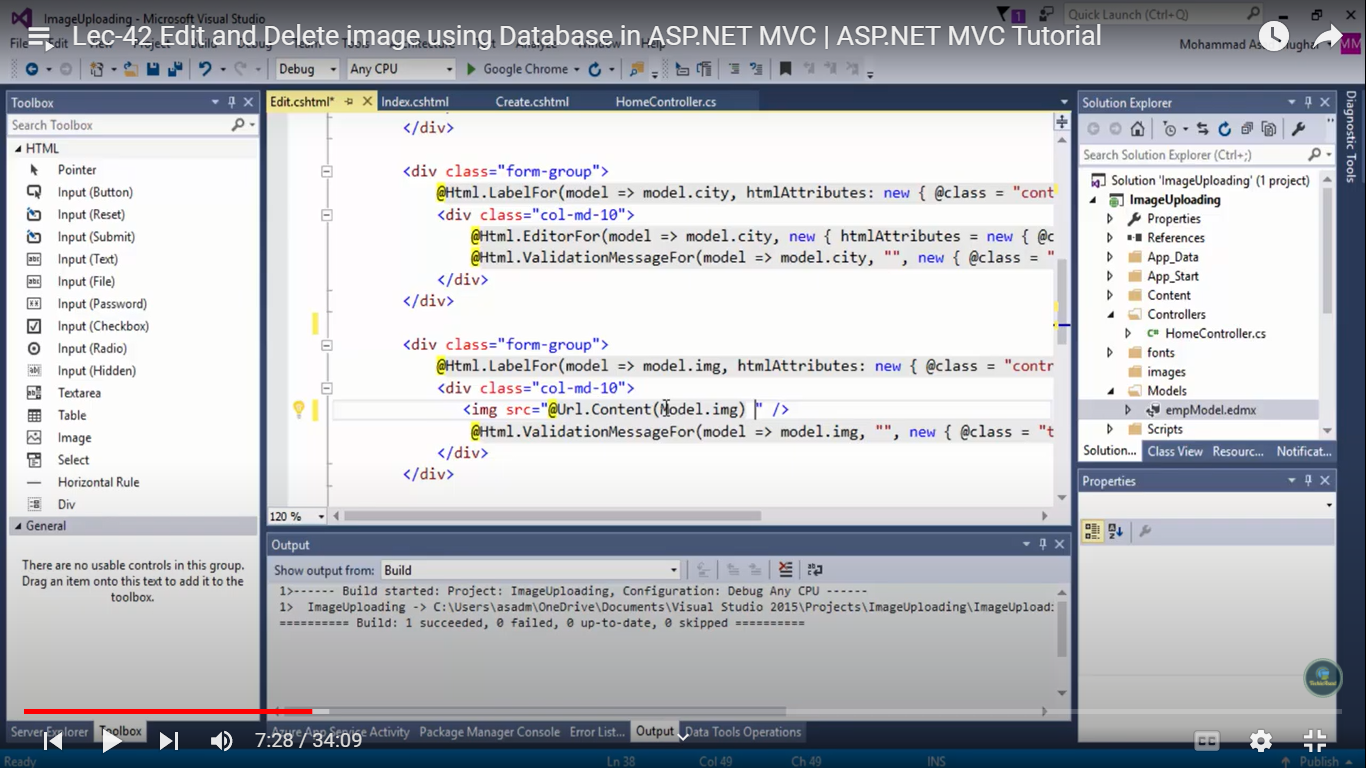 ImageUploading - Microsoft Visual Studio
1
Quick Launch (Ctrl+Q)
Lec-42 Edit and Delete image using Database in ASP.NET MVC | ASP.NET MVC Tutorial
File Edit
Debug
Analyze Window Help
Mohammad
MM
Debug
Any CPU
Google Chrome
Toolbox
Edit.cshtml*
Index.cshtml
Create.cshtml
HomeController.cs
Solution Explorer
Diagnostic Tools
Search Toolbox
Search Solution Explorer (Ctrl+;)
HTML
Pointer
Input (Button)
Input (Reset)
Input (Submit)
Input (Text)
Input (File)
Input (Password)
Input (Checkbox)
Input (Radio)
Input (Hidden)
Textarea
Table
Image
Select
Horizontal Rule
Div
General
There are no usable controls in this group.
Drag an item onto this text to add it to the
toolbox.
</div>
<div class="form-group">
@Html.LabelFor(model => model.city, htmlAttributes: new { @class = "cont
<div class="col-md-10">
@Html.EditorFor(model => model.city, new { htmlAttributes = new { @c
@Html.ValidationMessageFor(model => model.city, "", new { @class = "
</div>
</div>
<div class="form-group">
@Html.LabelFor(model => model.img, htmlAttributes: new { @class = "contr
<div class="col-md-10">
<img src="@Url.Content(Model.img) " />
@Html.ValidationMessageFor(model => model.img, "", new { @class = "t
</div>
</div>
120 %
Solution 'ImageUploading' (1 project)
ImageUploading
Properties
References
App_Data
App_Start
Content
Controllers
HomeController.cs
fonts
images
Models
empModel.edmx
Scripts
Solution...
Class View
Resourc...
Notificat...
Properties
Output
Show output from:
Build
1>------ Build started: Project: ImageUploading, Configuration: Debug Any CPU ------
1>  ImageUploading -> C:\Users\asadm\OneDrive\Documents\Visual Studio 2015\Projects\ImageUploading\ImageUploadi
========== Build: 1 succeeded, 0 failed, 0 up-to-date, 0 skipped ==========
Server Explorer
Toolbox
Azure App Service Activity
Package Manager Console
Error List...
Output
Data Tools Operations
7:28 / 34:09
CC
Ready
Ln 38
Col 49
Ch 49
INS
Publish